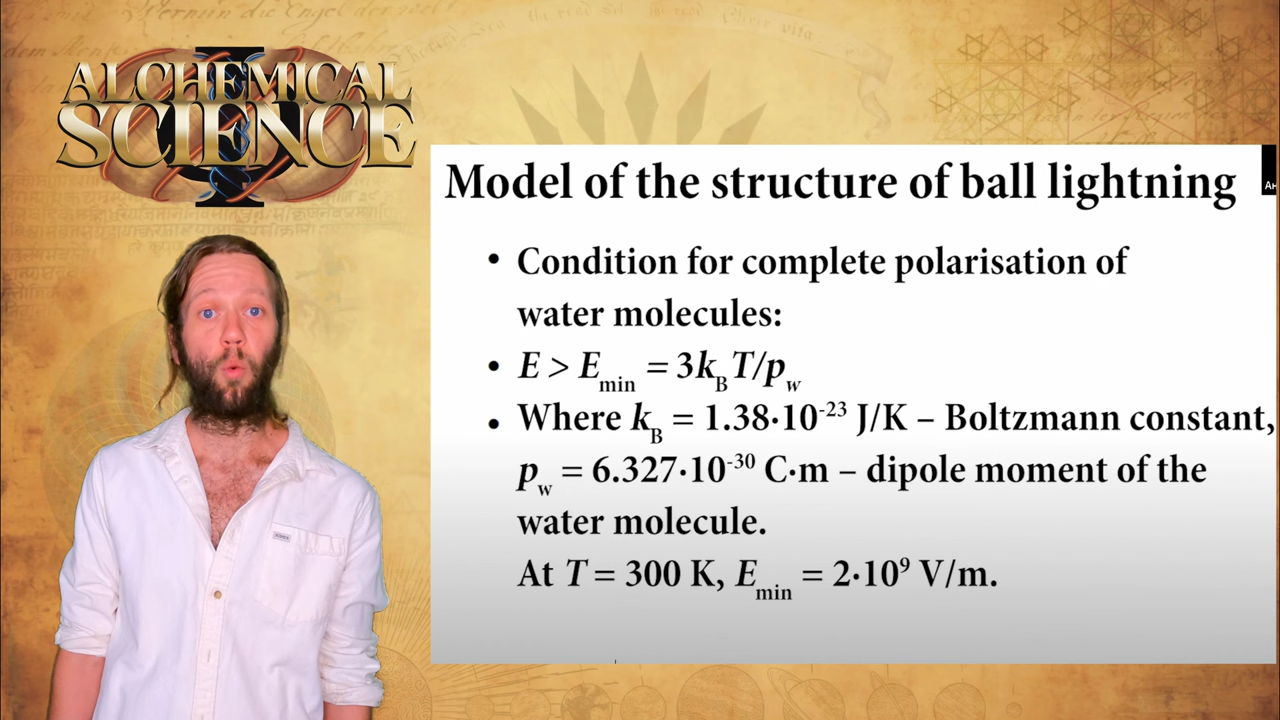 ALCHEMICAL
SCIENCE
Model of the structure of ball lightning
• Condition for complete polarisation of
water molecules:
• E > Emin = 3kBT/pw
• Where kB = 1.38·10-23 J/K – Boltzmann constant,
pw = 6.327·10-30 C·m – dipole moment of the
water molecule.
At T = 300 K, Emin = 2·109 V/m.